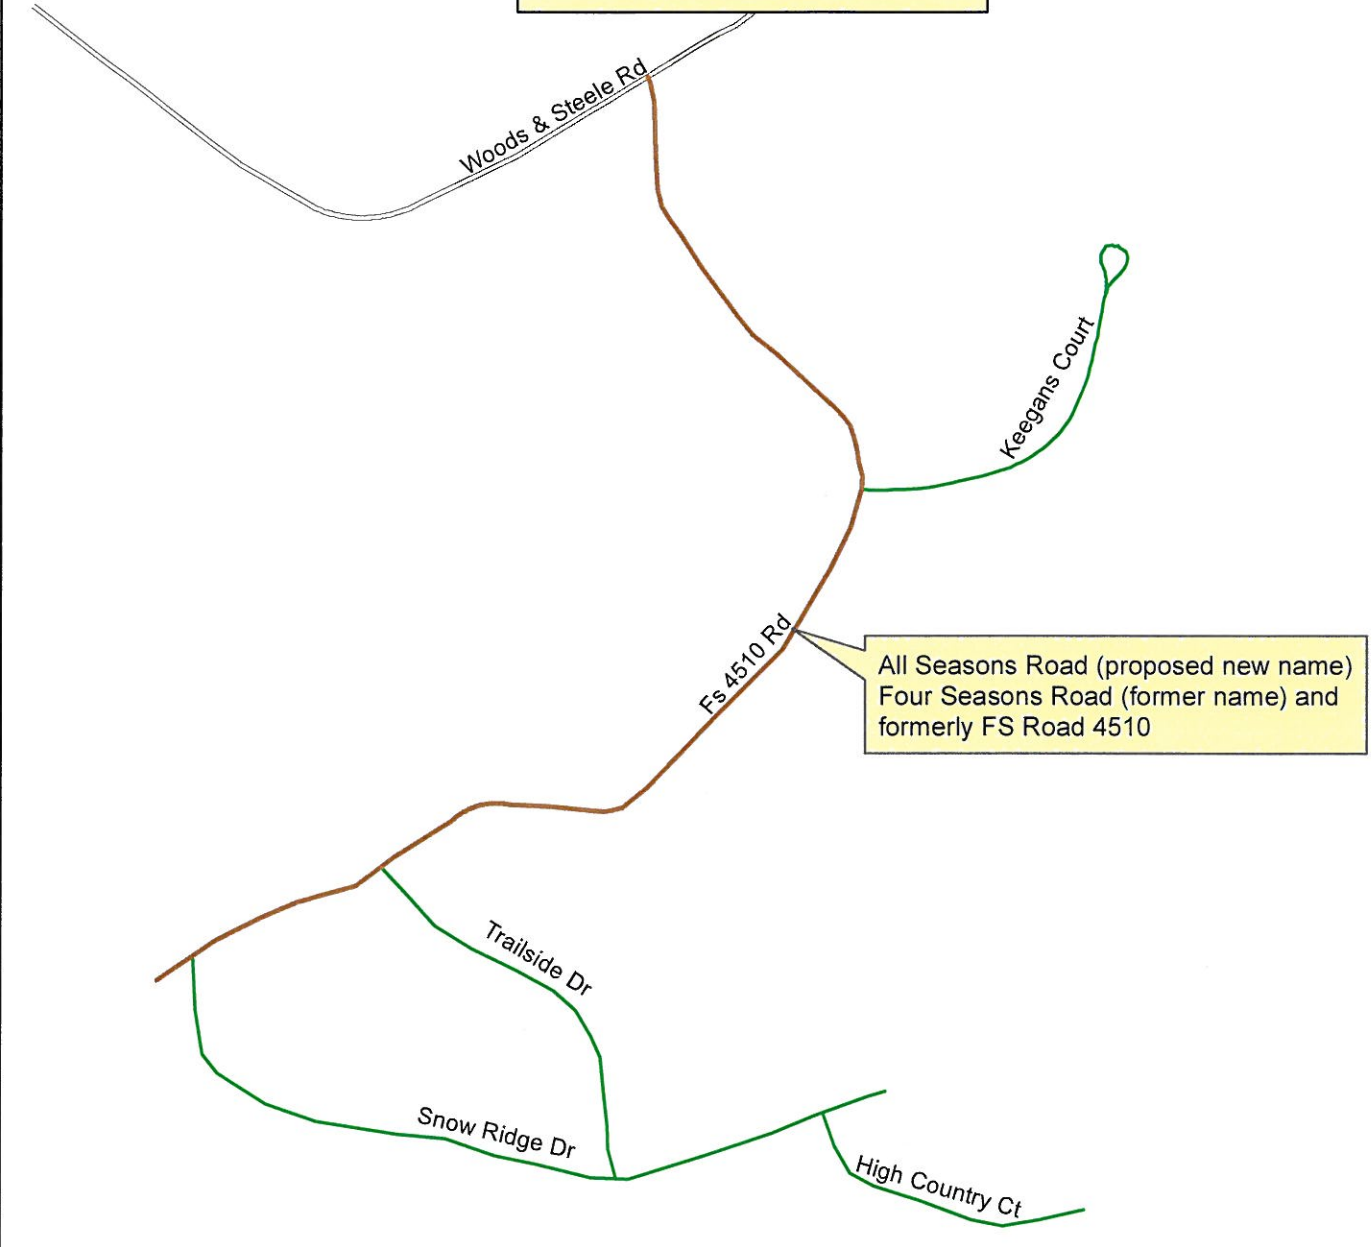 Woods & Steele Rd
Keegans Court
Fs 4510 Rd
All Seasons Road (proposed new name)
Four Seasons Road (former name) and
formerly FS Road 4510
Trailside Dr
Snow Ridge Dr
High Country Ct